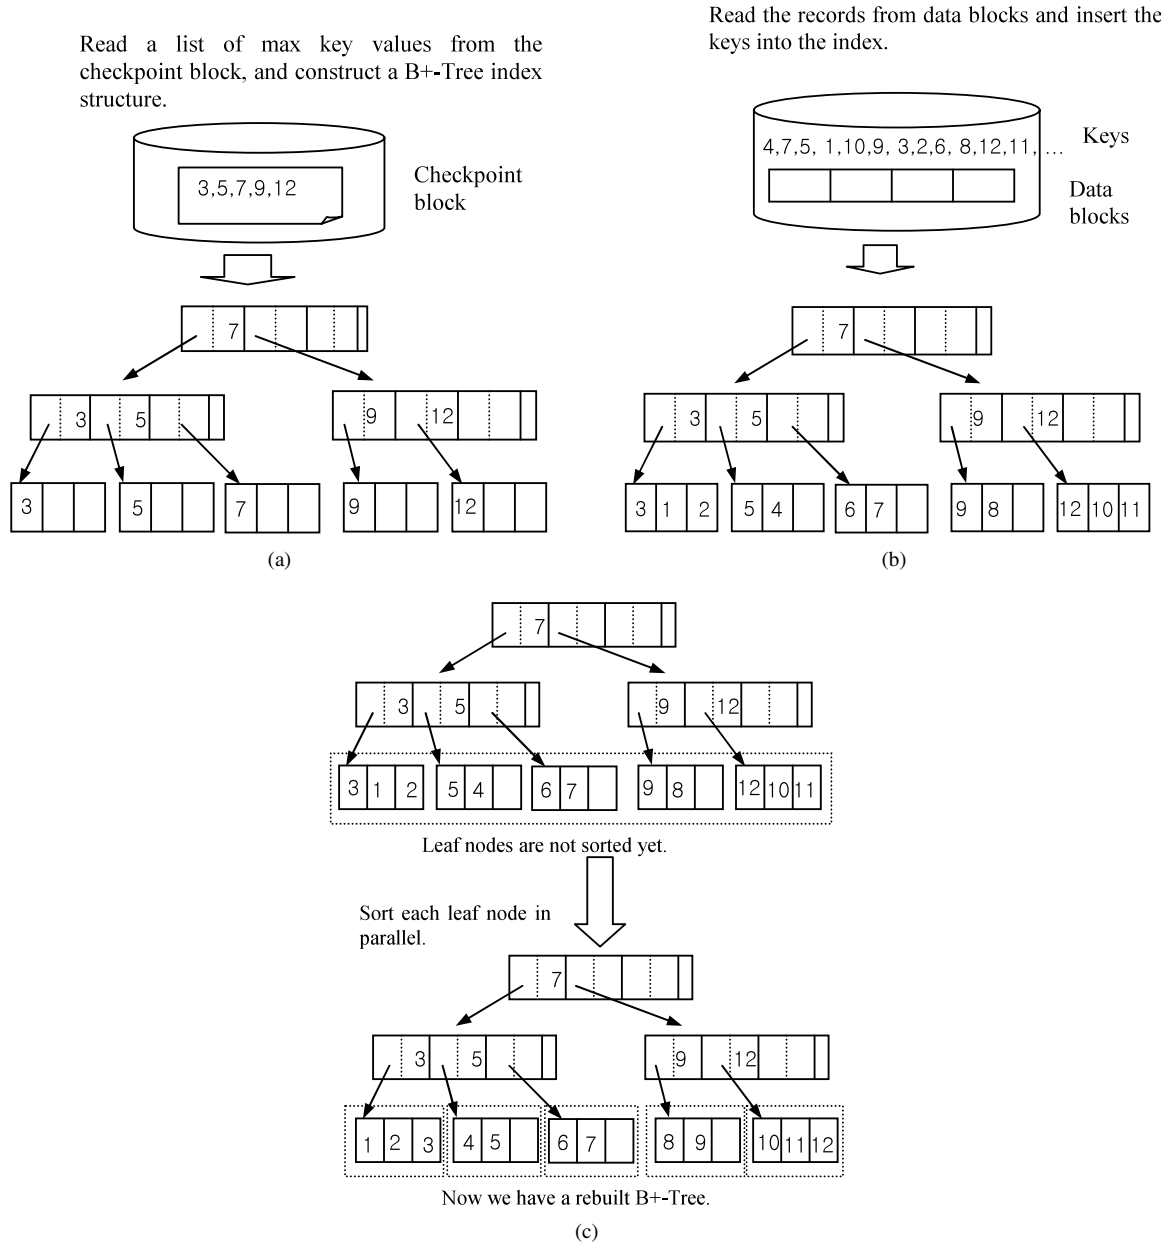 Read a list of max key values from the
checkpoint block, and construct a B+-Tree index
structure.
3,5,7,9,12
Checkpoint
block
7
3 5 9 12
3 5 7 9 12
(a)
Read the records from data blocks and insert the
keys into the index.
4,7,5, 1,10,9, 3,2,6, 8,12,11, ...
Keys
Data
blocks
7
3 5 9 12
3 1 2 5 4 6 7 9 8 12 10 11
(b)
7
3 5 9 12
3 1 2 5 4 6 7 9 8 12 10 11
Leaf nodes are not sorted yet.
Sort each leaf node in
parallel.
7
3 5 9 12
1 2 3 4 5 6 7 8 9 10 11 12
Now we have a rebuilt B+-Tree.
(c)